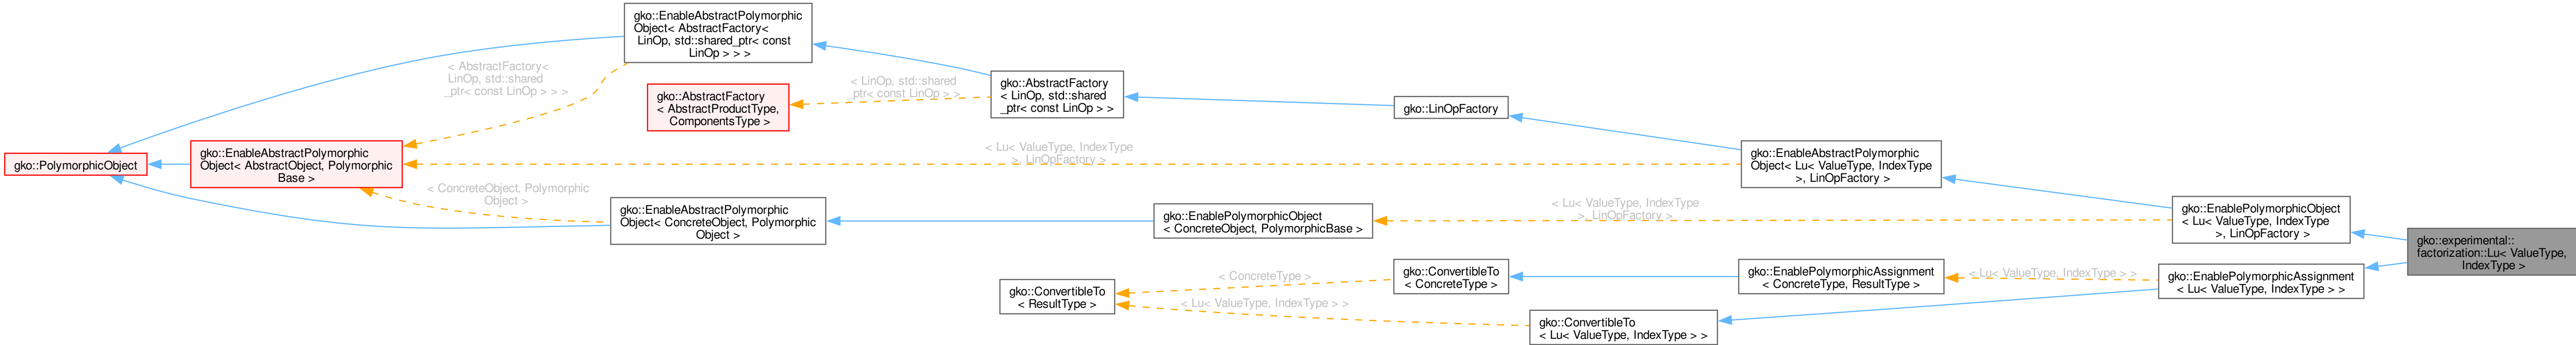 gko::EnableAbstractPolymorphic
Object< AbstractFactory<
LinOp, std::shared_ptr< const
LinOp > > >
< AbstractFactory<
LinOp, std::shared
_ptr< const LinOp > > >
gko::AbstractFactory
< AbstractProductType,
ComponentsType >
< LinOp, std::shared
_ptr< const LinOp > >
gko::AbstractFactory
< LinOp, std::shared
_ptr< const LinOp > >
gko::LinOpFactory
gko::PolymorphicObject
gko::EnableAbstractPolymorphic
Object< AbstractObject, Polymorphic
Base >
< Lu< ValueType, IndexType
>, LinOpFactory >
gko::EnableAbstractPolymorphic
Object< Lu< ValueType, IndexType
>, LinOpFactory >
< ConcreteObject, Polymorphic
Object >
gko::EnableAbstractPolymorphic
Object< ConcreteObject, Polymorphic
Object >
gko::EnablePolymorphicObject
< ConcreteObject, PolymorphicBase >
< Lu< ValueType, IndexType
>, LinOpFactory >
gko::EnablePolymorphicObject
< Lu< ValueType, IndexType
>, LinOpFactory >
gko::experimental::
factorization::Lu< ValueType,
IndexType >
gko::ConvertibleTo
< ResultType >
< ConcreteType >
gko::ConvertibleTo
< ConcreteType >
gko::EnablePolymorphicAssignment
< ConcreteType, ResultType >
< Lu< ValueType, IndexType > >
gko::EnablePolymorphicAssignment
< Lu< ValueType, IndexType > >
< Lu< ValueType, IndexType > >
gko::ConvertibleTo
< Lu< ValueType, IndexType > >